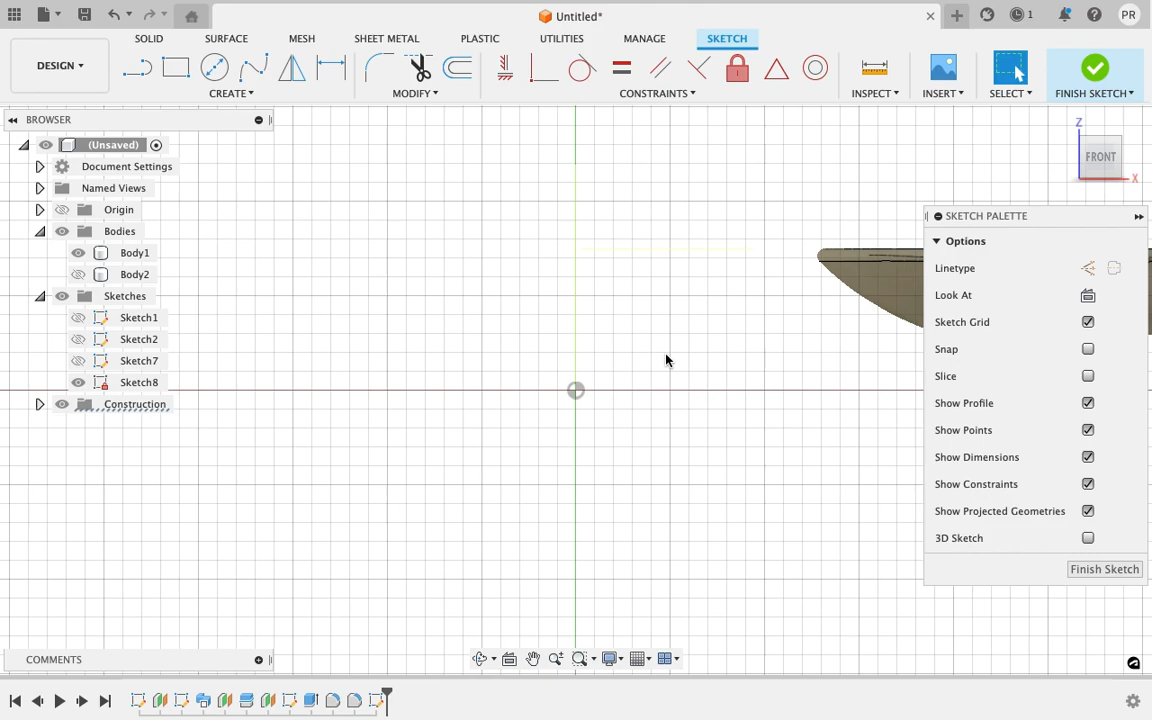 Untitled*
1
PR
DESIGN
SOLID
SURFACE
MESH
SHEET METAL
PLASTIC
UTILITIES
MANAGE
SKETCH
CREATE
MODIFY
CONSTRAINTS
INSPECT
INSERT
SELECT
FINISH SKETCH
BROWSER
(Unsaved)
Document Settings
Named Views
Origin
Bodies
Body1
Body2
Sketches
Sketch1
Sketch2
Sketch7
Sketch8
Construction
Z
FRONT
X
SKETCH PALETTE
Options
Linetype
Look At
Sketch Grid
Snap
Slice
Show Profile
Show Points
Show Dimensions
Show Constraints
Show Projected Geometries
3D Sketch
Finish Sketch
COMMENTS